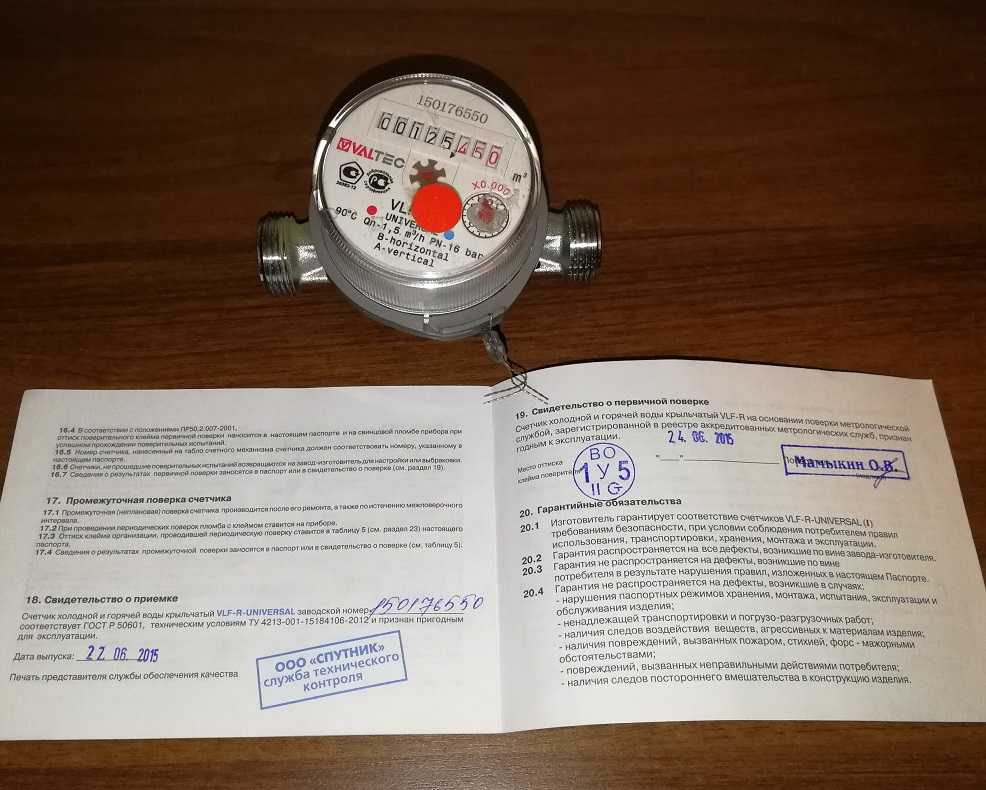 150176550
00125450
m³
VALTEC
X0.000
VL
UNIVE
90°C Qn-1,5 m³/h PN-16 bar
B-horizontal
A-vertical
16.4 В соответствии с положениями ПР50.2.007-2001,
оттиск поверительного клейма первичной поверки наносится в настоящем паспорте и на свинцовой пломбе прибора при
успешном прохождении поверительных испытаний.
16.5 Номер счетчика, нанесенный на табло счетного механизма счетчика должен соответствовать номеру, указанному в
настоящем паспорте.
16.6 Счетчики, не прошедшие поверительных испытаний возвращаются на завод-изготовитель для настройки или выбраковки.
16.7 Сведения о результатах первичной поверки заносятся в паспорт или в свидетельство о поверке (см. раздел 19).
17. Промежуточная поверка счетчика
17.1 Промежуточная (неплановая) поверка счетчика производится после его ремонта, а также по истечению межповерочного
интервала.
17.2 При проведении периодических поверок пломба с клеймом ставится на приборе.
17.3 Оттиск клейма организации, проводившей периодическую поверку ставится в таблицу 5 (см. раздел 23) настоящего
паспорта.
17.4 Сведения о результатах промежуточной поверки заносятся в паспорт или в свидетельство о поверке (см. таблицу 5).
18. Свидетельство о приемке
Счетчик холодной и горячей воды крыльчатый VLF-R-UNIVERSAL заводской номер 150176550
соответствует ГОСТ Р 50601, техническим условиям ТУ 4213-001-15184106-2012 и признан пригодным
для эксплуатации.
Дата выпуска: 22. 06. 2015
Печать представителя службы обеспечения качества
ООО «СПУТНИК»
служба технического
контроля
19. Свидетельство о первичной поверке
Счетчик холодной и горячей воды крыльчатый VLF-R на основании поверки метрологической
службой, зарегистрированной в реестре аккредитованных метрологических служб, признан
годным к эксплуатации.
24. 06. 2015
Место оттиска
клейма поверителя
ВО
1 У 5
II G
Мамыкин О.В.
20. Гарантийные обязательства
20.1 Изготовитель гарантирует соответствие счетчиков VLF-R-UNIVERSAL (I)
требованиям безопасности, при условии соблюдения потребителем правил
использования, транспортировки, хранения, монтажа и эксплуатации.
20.2 Гарантия распространяется на все дефекты, возникшие по вине завода-изготовителя.
20.3 Гарантия не распространяется на дефекты, возникшие по вине
потребителя в результате нарушения правил, изложенных в настоящем Паспорте.
20.4 Гарантия не распространяется на дефекты, возникшие в случаях:
- нарушения паспортных режимов хранения, монтажа, испытания, эксплуатации и
обслуживания изделия;
- ненадлежащей транспортировки и погрузо-разгрузочных работ;
- наличия следов воздействия веществ, агрессивных к материалам изделия;
- наличия повреждений, вызванных пожаром, стихией, форс - мажорными
обстоятельствами;
- повреждений, вызванных неправильными действиями потребителя;
- наличия следов постороннего вмешательства в конструкцию изделия.